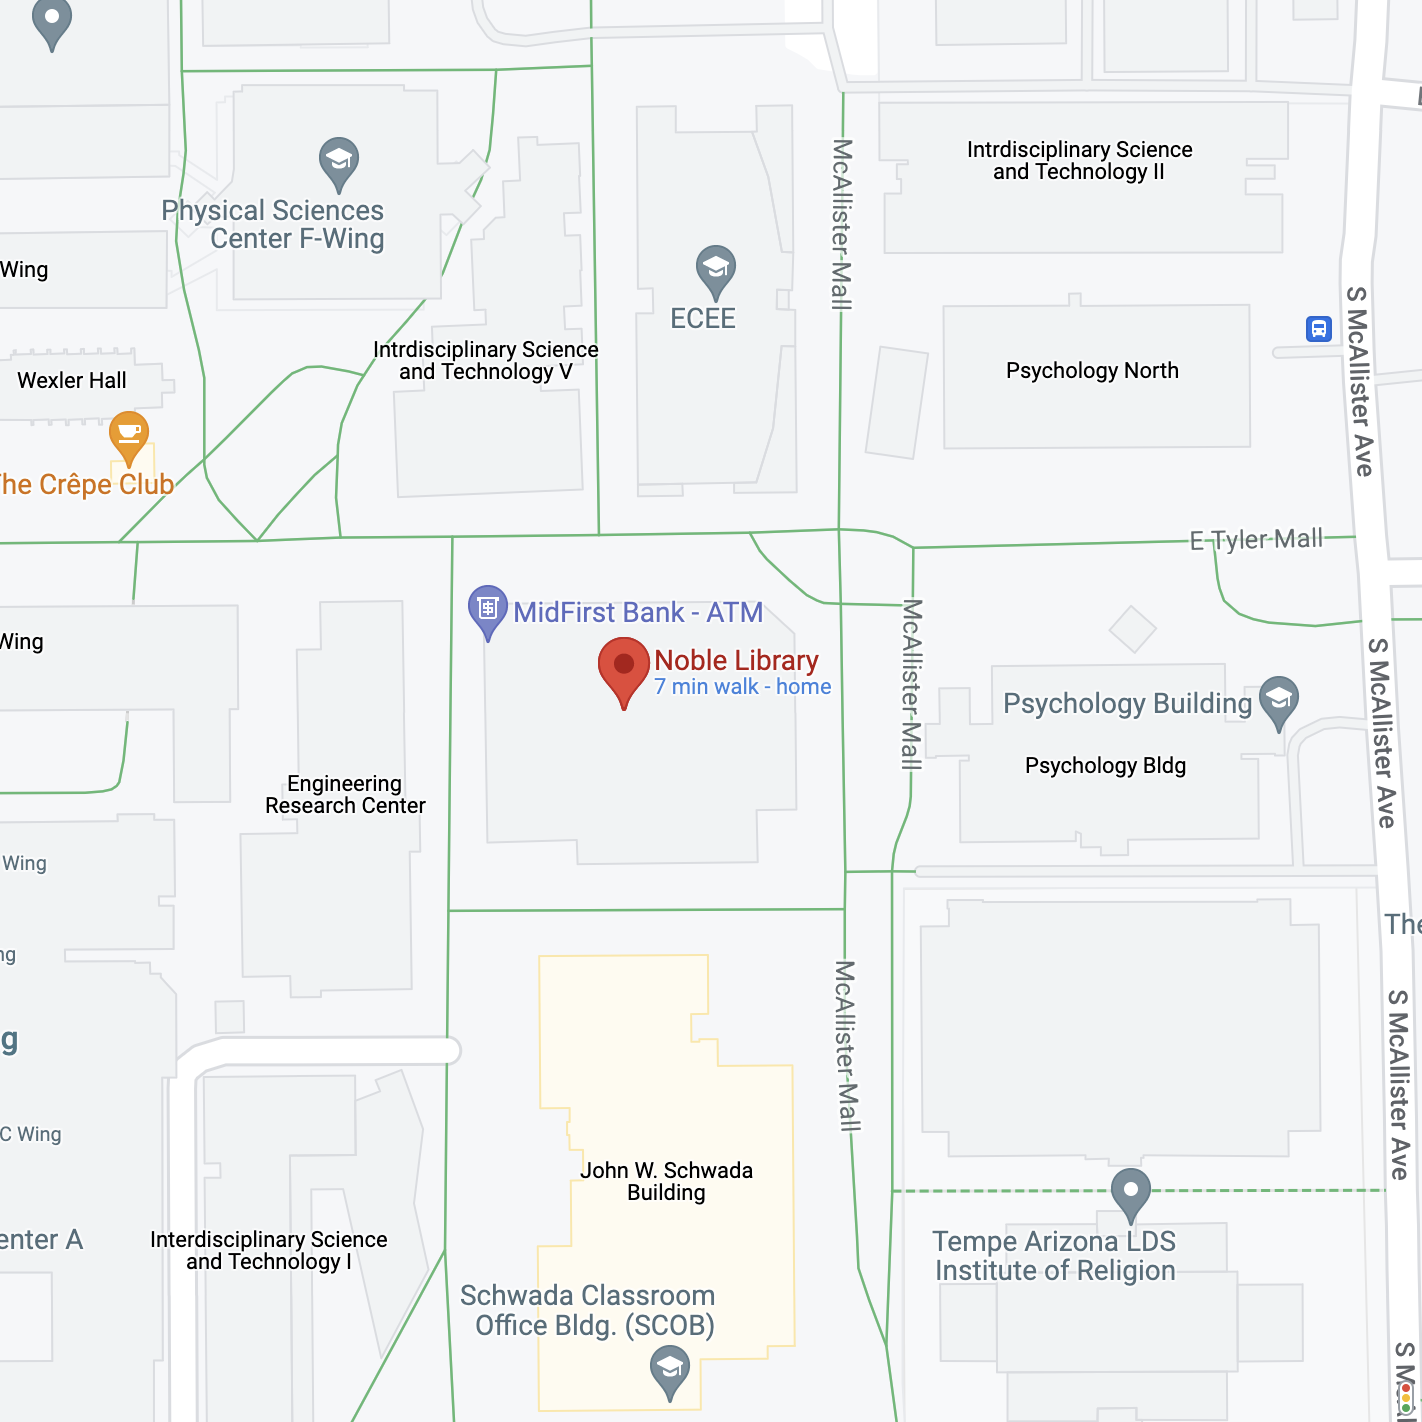 McAllister Mall
Intrdisciplinary Science
and Technology II
Physical Sciences
Center F-Wing
Wing
ECEE
S McAllister Ave
Intrdisciplinary Science
and Technology V
Psychology North
Wexler Hall
The Crêpe Club
E Tyler Mall
MidFirst Bank - ATM
McAllister Mall
Wing
Noble Library
7 min walk - home
S McAllister Ave
Psychology Building
Psychology Bldg
Engineering
Research Center
Wing
The
ng
McAllister Mall
S McAllister Ave
g
C Wing
John W. Schwada
Building
enter A
Interdisciplinary Science
and Technology I
Tempe Arizona LDS
Institute of Religion
Schwada Classroom
Office Bldg. (SCOB)